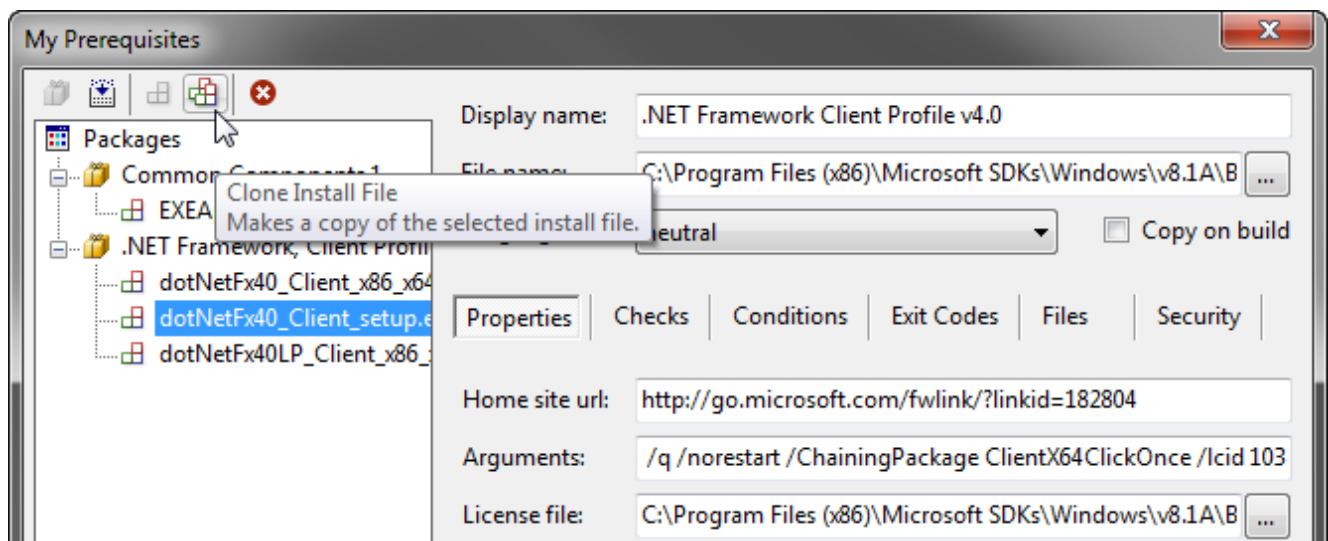 My Prerequisites
Packages
Common Components 1
EXEA
.NET Framework, Client Profil
dotNetFx40_Client_x86_x64
dotNetFx40_Client_setup.e
dotNetFx40LP_Client_x86_
Clone Install File
Makes a copy of the selected install file.
Display name: .NET Framework Client Profile v4.0
File name: C:\Program Files (x86)\Microsoft SDKs\Windows\v8.1A\B ...
neutral
Copy on build
Properties Checks Conditions Exit Codes Files Security
Home site url: http://go.microsoft.com/fwlink/?linkid=182804
Arguments: /q /norestart /ChainingPackage ClientX64ClickOnce /lcid 103
License file: C:\Program Files (x86)\Microsoft SDKs\Windows\v8.1A\B ...